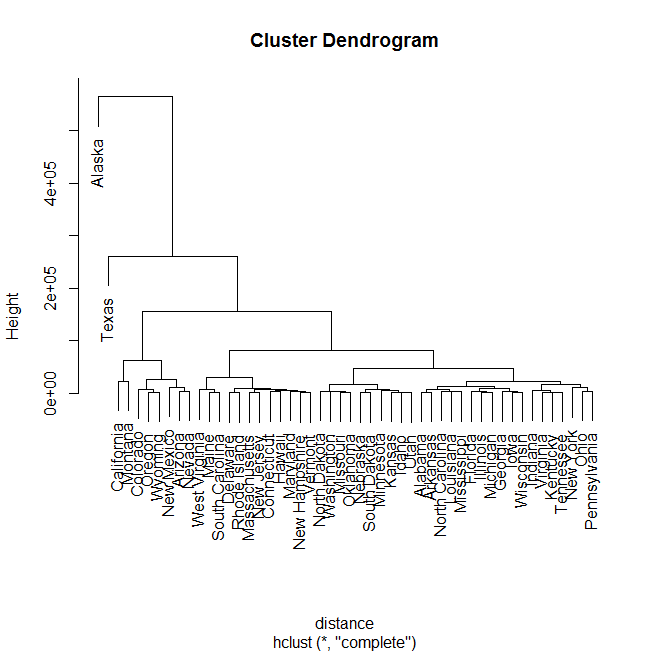 Cluster Dendrogram
Height
0e+00
2e+05
4e+05
Alaska
Texas
California
Montana
Colorado
Oregon
Wyoming
New Mexico
Arizona
Nevada
West Virginia
Maine
South Carolina
Delaware
Rhode Island
Massachusetts
New Jersey
Connecticut
Hawaii
Maryland
New Hampshire
Vermont
North Dakota
Washington
Missouri
Oklahoma
Nebraska
South Dakota
Minnesota
Kansas
Idaho
Utah
Alabama
Arkansas
North Carolina
Louisiana
Mississippi
Florida
Illinois
Michigan
Georgia
Iowa
Wisconsin
Indiana
Virginia
Kentucky
Tennessee
New York
Ohio
Pennsylvania
distance
hclust (*, "complete")